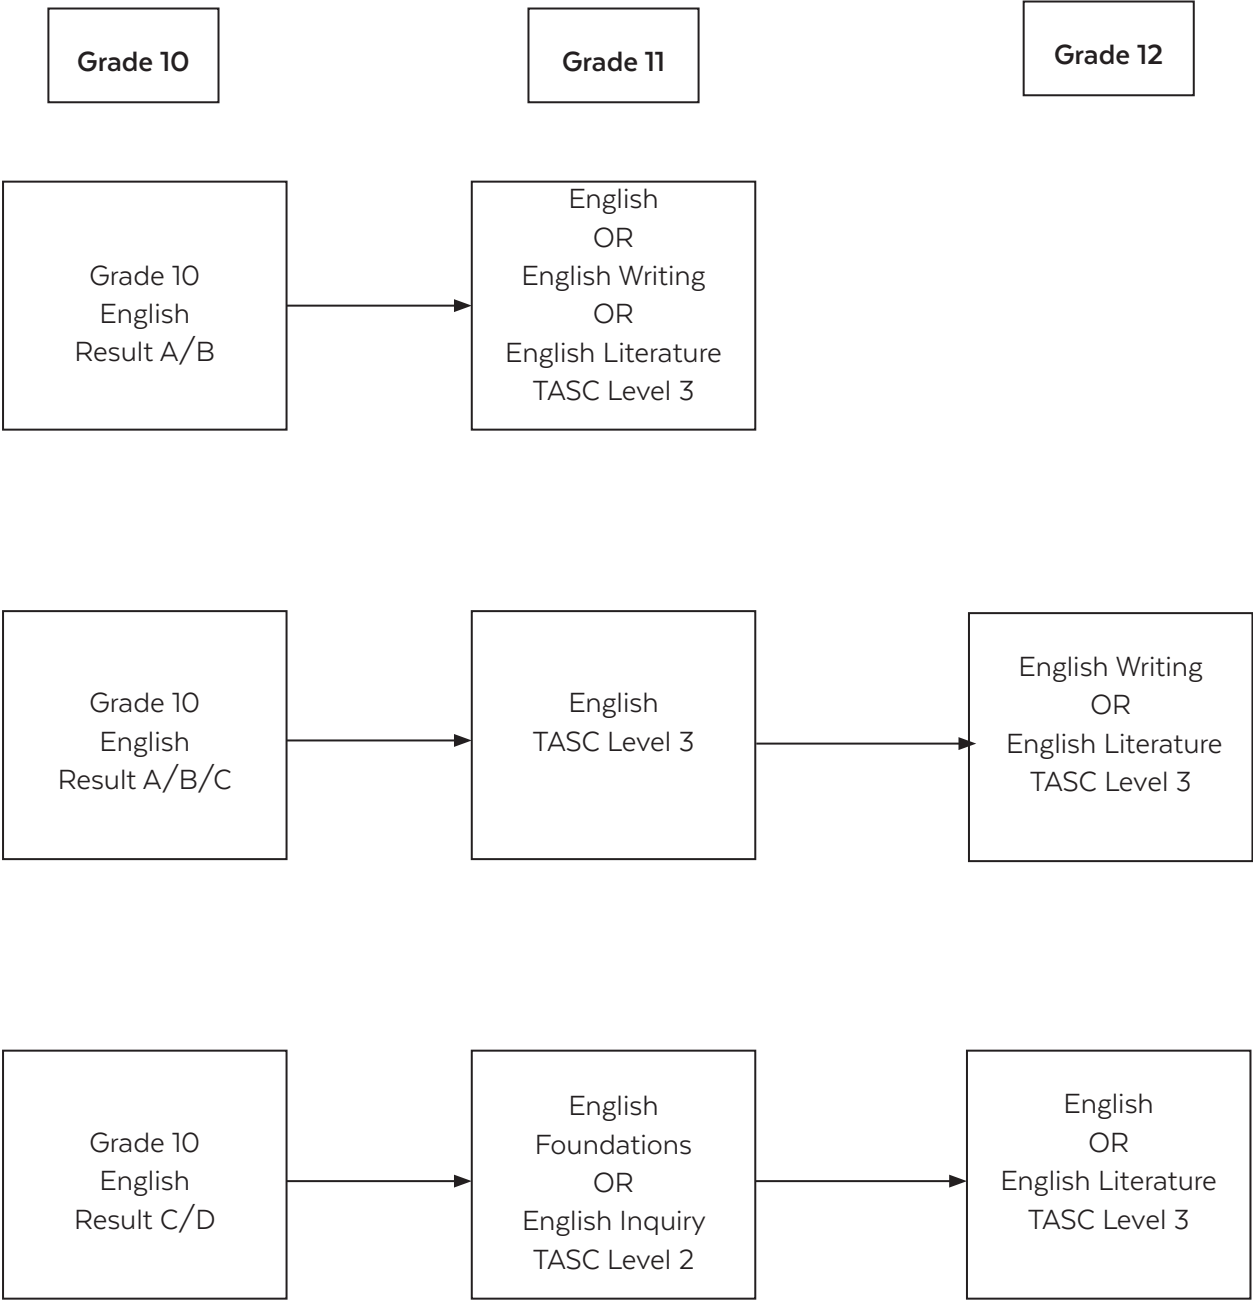 Grade 10
Grade 11
Grade 12
Grade 10
English
Result A/B
English
OR
English Writing
OR
English Literature
TASC Level 3
Grade 10
English
Result A/B/C
English
TASC Level 3
English Writing
OR
English Literature
TASC Level 3
Grade 10
English
Result C/D
English
Foundations
OR
English Inquiry
TASC Level 2
English
OR
English Literature
TASC Level 3